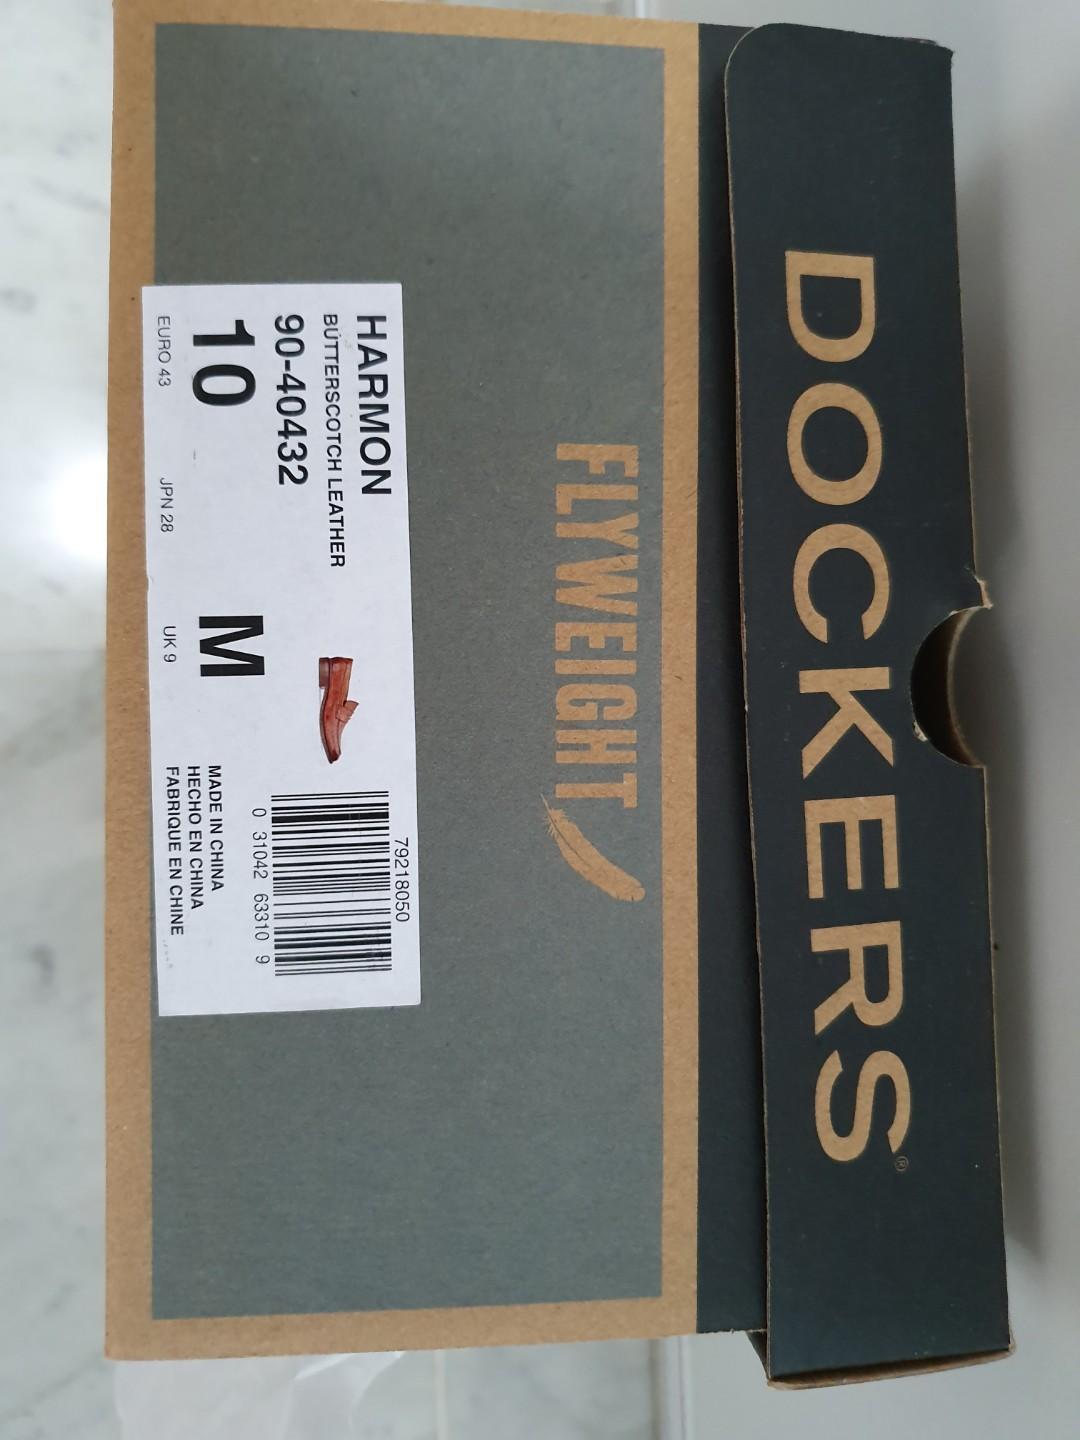 DOCKERS®
FLYWEIGHT
HARMON
BUTTERSCOTCH LEATHER
90-40432
10 M
EURO 43 JPN 28 UK 9
79218050
0 31042 63310 9
MADE IN CHINA
HECHO EN CHINA
FABRIQUE EN CHINE